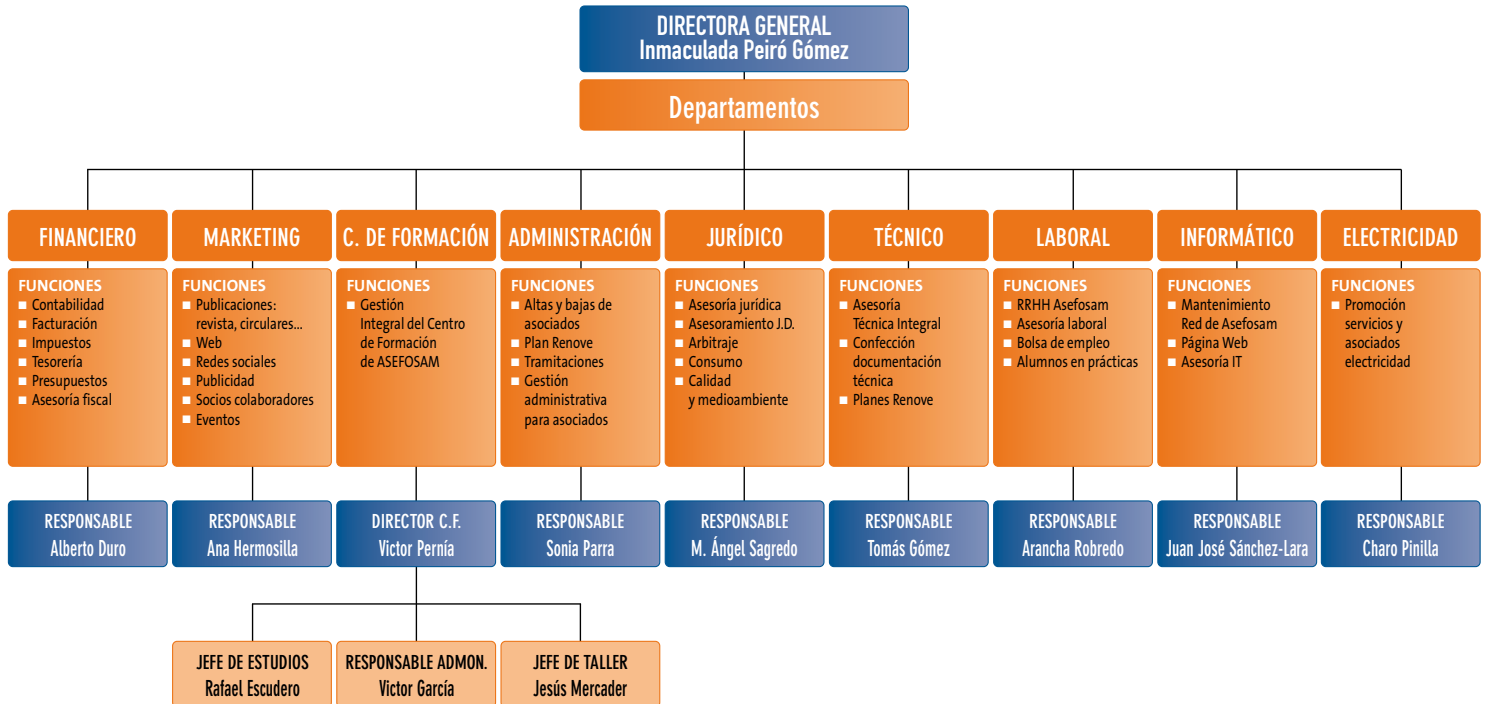 DIRECTORA GENERAL
Inmaculada Peiró Gómez
Departamentos
FINANCIERO
FUNCIONES
■ Contabilidad
■ Facturación
■ Impuestos
■ Tesorería
■ Presupuestos
■ Asesoría fiscal
RESPONSABLE
Alberto Duro
MARKETING
FUNCIONES
■ Publicaciones:
revista, circulares...
■ Web
■ Redes sociales
■ Publicidad
■ Socios colaboradores
■ Eventos
RESPONSABLE
Ana Hermosilla
C. DE FORMACIÓN
FUNCIONES
■ Gestión
Integral del Centro
de Formación
de ASEFOSAM
DIRECTOR C.F.
Victor Pernía
JEFE DE ESTUDIOS
Rafael Escudero
RESPONSABLE ADMON.
Victor García
JEFE DE TALLER
Jesús Mercader
ADMINISTRACIÓN
FUNCIONES
■ Altas y bajas de
asociados
■ Plan Renove
■ Tramitaciones
■ Gestión
administrativa
para asociados
RESPONSABLE
Sonia Parra
JURÍDICO
FUNCIONES
■ Asesoría jurídica
■ Asesoramiento J.D.
■ Arbitraje
■ Consumo
■ Calidad
y medioambiente
RESPONSABLE
M. Ángel Sagredo
TÉCNICO
FUNCIONES
■ Asesoría
Técnica Integral
■ Confección
documentación
técnica
■ Planes Renove
RESPONSABLE
Tomás Gómez
LABORAL
FUNCIONES
■ RRHH Asefosam
■ Asesoría laboral
■ Bolsa de empleo
■ Alumnos en prácticas
RESPONSABLE
Arancha Robredo
INFORMÁTICO
FUNCIONES
■ Mantenimiento
Red de Asefosam
■ Página Web
■ Asesoría IT
RESPONSABLE
Juan José Sánchez-Lara
ELECTRICIDAD
FUNCIONES
■ Promoción
servicios y
asociados
electricidad
RESPONSABLE
Charo Pinilla